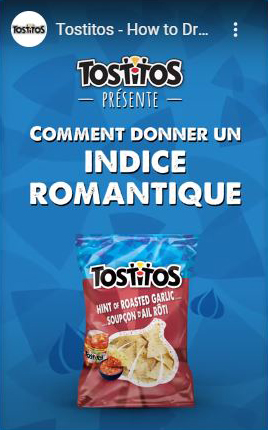 TOSTITOS
Tostitos - How to Dr...
TOSTITOS
PRÉSENTE
COMMENT DONNER UN
INDICE
ROMANTIQUE
TOSTITOS
HINT OF ROASTED GARLIC
SOUPÇON D'AIL RÔTI